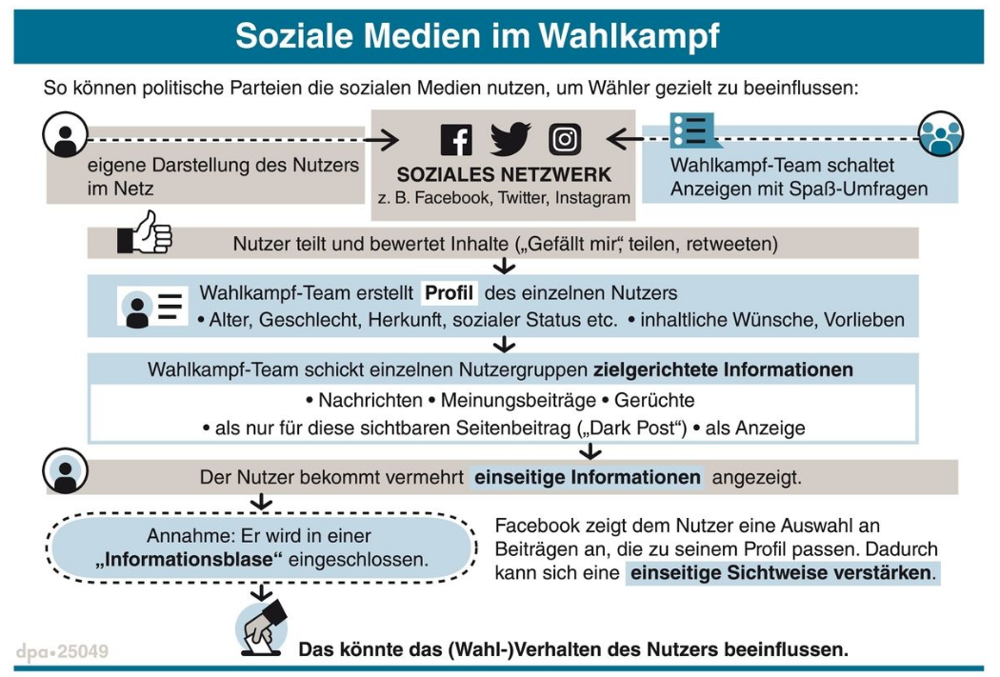 Soziale Medien im Wahlkampf
So können politische Parteien die sozialen Medien nutzen, um Wähler gezielt zu beeinflussen:
eigene Darstellung des Nutzers
im Netz
SOZIALES NETZWERK
z. B. Facebook, Twitter, Instagram
Wahlkampf-Team schaltet
Anzeigen mit Spaß-Umfragen
Nutzer teilt und bewertet Inhalte („Gefällt mir“, teilen, retweeten)
Wahlkampf-Team erstellt Profil des einzelnen Nutzers
• Alter, Geschlecht, Herkunft, sozialer Status etc. • inhaltliche Wünsche, Vorlieben
Wahlkampf-Team schickt einzelnen Nutzergruppen zielgerichtete Informationen
• Nachrichten • Meinungsbeiträge • Gerüchte
• als nur für diese sichtbaren Seitenbeitrag („Dark Post“) • als Anzeige
Der Nutzer bekommt vermehrt einseitige Informationen angezeigt.
Annahme: Er wird in einer
„Informationsblase“ eingeschlossen.
Facebook zeigt dem Nutzer eine Auswahl an
Beiträgen an, die zu seinem Profil passen. Dadurch
kann sich eine einseitige Sichtweise verstärken.
Das könnte das (Wahl-)Verhalten des Nutzers beeinflussen.
dpa•25049